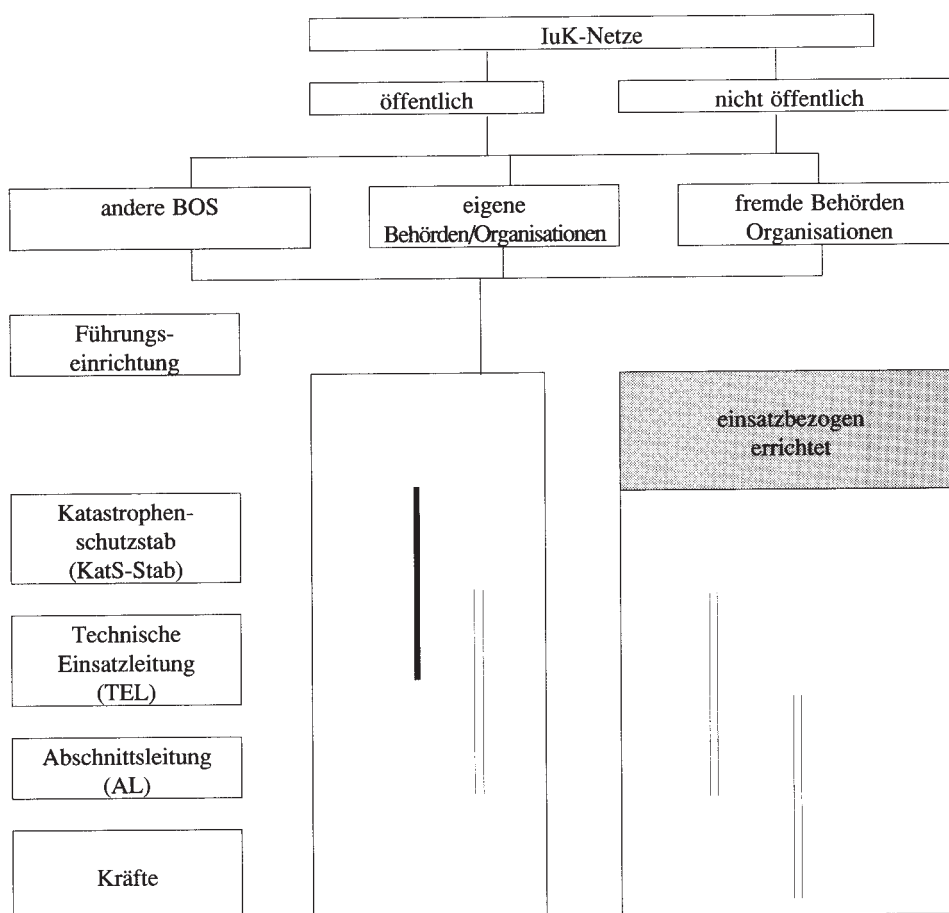 IuK-Netze
öffentlich
nicht öffentlich
andere BOS
eigene
Behörden/Organisationen
fremde Behörden
Organisationen
Führungs-
einrichtung
einsatzbezogen
errichtet
Katastrophen-
schutzstab
(KatS-Stab)
Technische
Einsatzleitung
(TEL)
Abschnittsleitung
(AL)
Kräfte